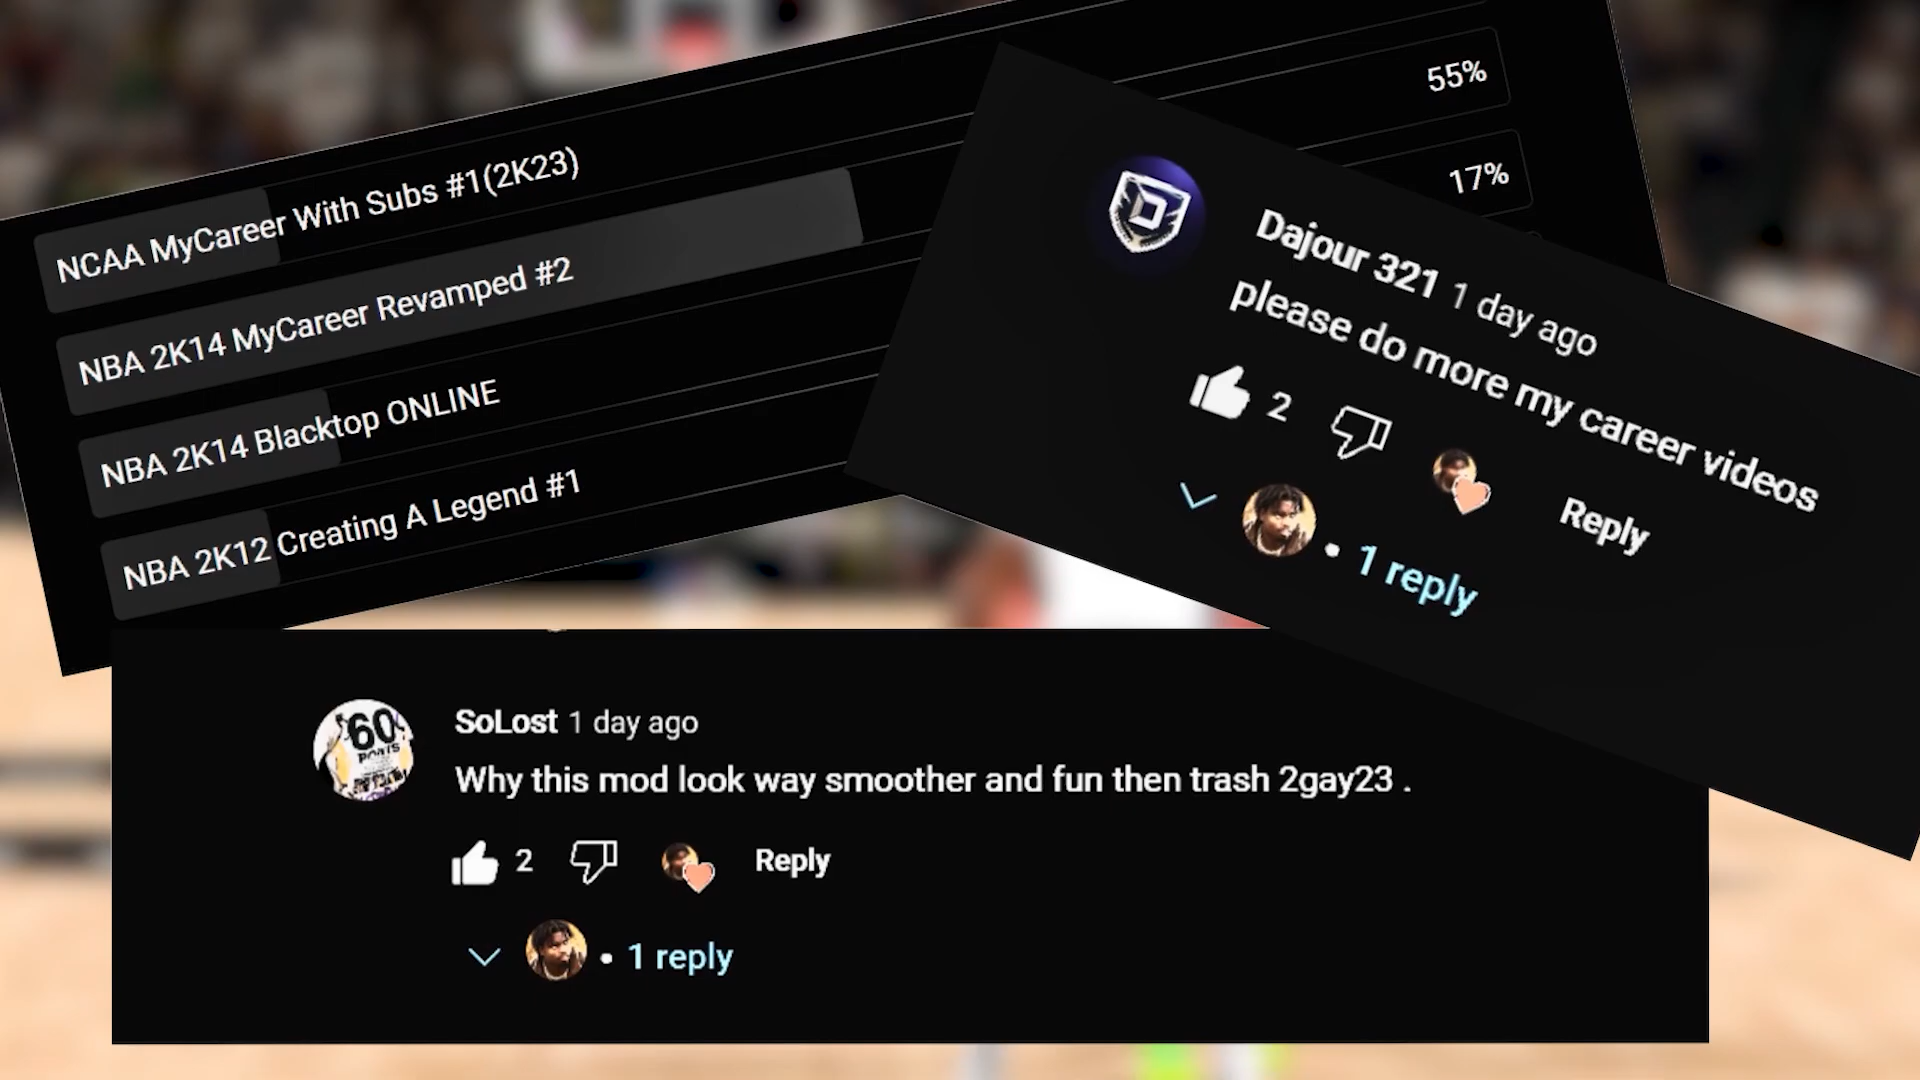 NCAA MyCareer With Subs #1(2K23)
NBA 2K14 MyCareer Revamped #2
55%
NBA 2K14 Blacktop ONLINE
17%
NBA 2K12 Creating A Legend #1
Dajour 321 1 day ago
please do more my career videos
2
Reply
• 1 reply
60
POINTS
SoLost 1 day ago
Why this mod look way smoother and fun then trash 2gay23 .
2
Reply
• 1 reply